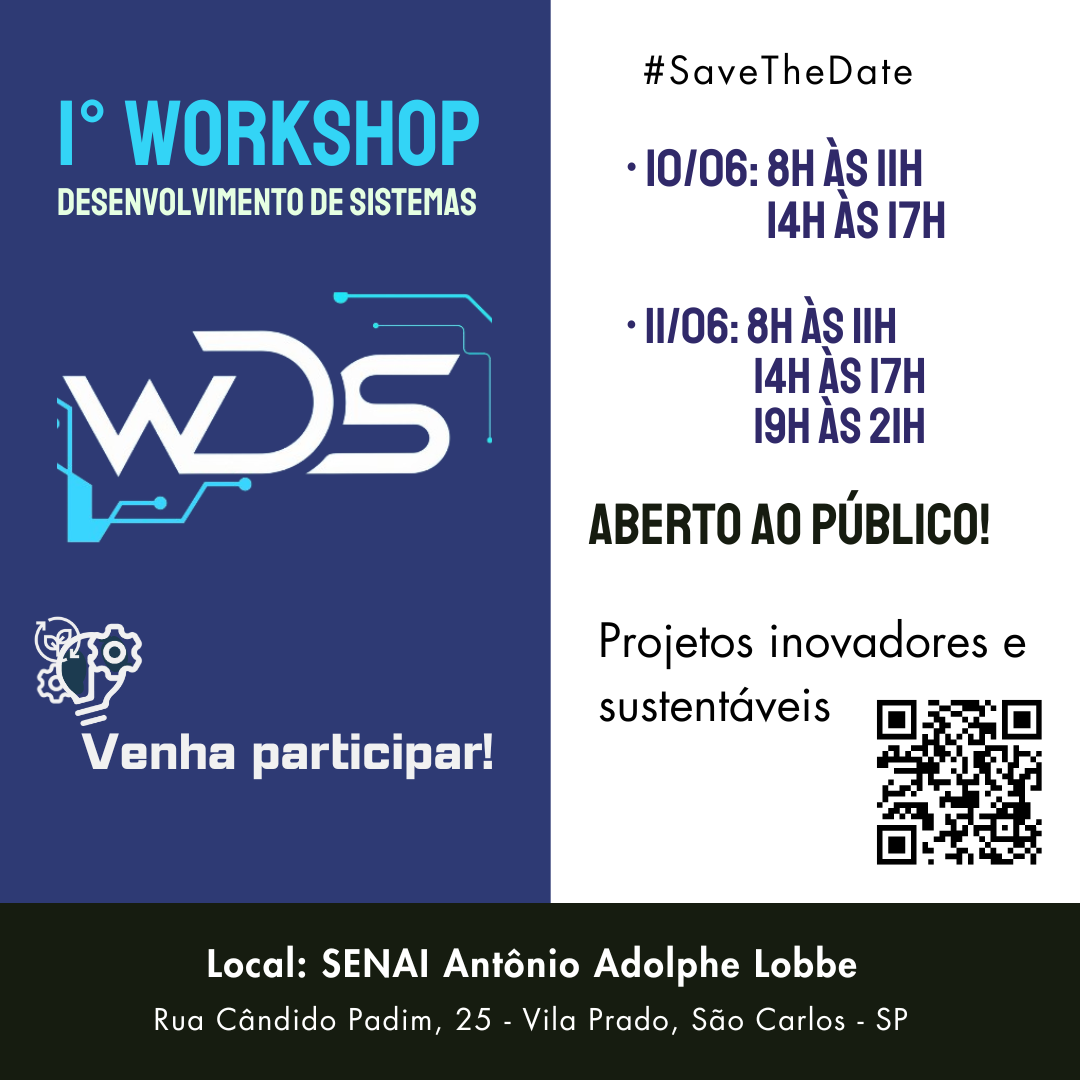 1° WORKSHOP
DESENVOLVIMENTO DE SISTEMAS
WDS
Venha participar!
#SaveTheDate
• 10/06: 8H ÀS 11H
14H ÀS 17H
• 11/06: 8H ÀS 11H
14H ÀS 17H
19H ÀS 21H
ABERTO AO PÚBLICO!
Projetos inovadores e
sustentáveis
Local: SENAI Antônio Adolphe Lobbe
Rua Cândido Padim, 25 - Vila Prado, São Carlos - SP